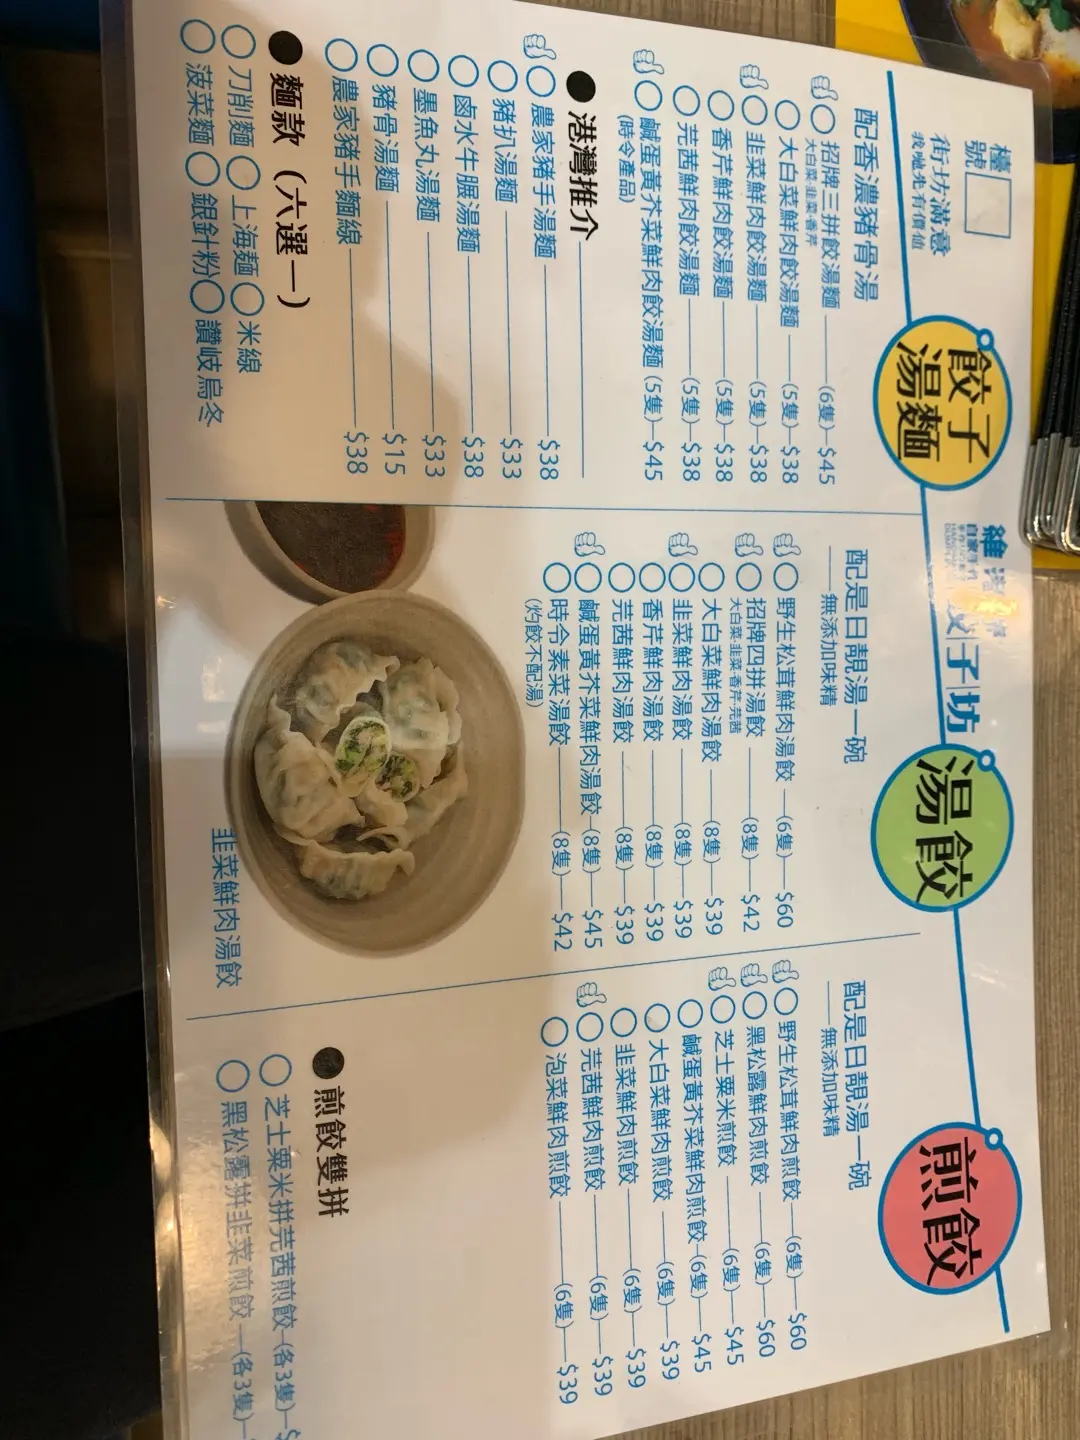 檯號
街坊滿意
我哋先有價值
餃子湯麵
配香濃豬骨湯
招牌三拼餃湯麵 (6隻) $45
大白菜·韭菜·香芹
大白菜鮮肉餃湯麵 (5隻) $38
韭菜鮮肉餃湯麵 (5隻) $38
香芹鮮肉餃湯麵 (5隻) $38
芫茜鮮肉餃湯麵 (5隻) $38
鹹蛋黃芥菜鮮肉餃湯麵 (5隻) $45
(時令產品)
● 港灣推介
農家豬手湯麵 $38
豬扒湯麵 $33
鹵水牛腒湯麵 $38
墨魚丸湯麵 $33
豬骨湯麵 $15
農家豬手麵線 $38
● 麵款（六選一）
刀削麵 上海麵 米線
菠菜麵 銀針粉 讚岐烏冬
餃子坊
湯餃
配是日靚湯一碗
無添加味精
野生松茸鮮肉湯餃 (6隻) $60
招牌四拼湯餃 (8隻) $42
大白菜·韭菜·香芹·芫茜
大白菜鮮肉湯餃 (8隻) $39
韭菜鮮肉湯餃 (8隻) $39
香芹鮮肉湯餃 (8隻) $39
芫茜鮮肉湯餃 (8隻) $39
鹹蛋黃芥菜鮮肉湯餃 (8隻) $45
時令素菜湯餃 (8隻) $42
(灼餃不配湯)
韭菜鮮肉湯餃
煎餃
配是日靚湯一碗
無添加味精
野生松茸鮮肉煎餃 (6隻) $60
黑松露鮮肉煎餃 (6隻) $60
芝士粟米煎餃 (6隻) $45
鹹蛋黃芥菜鮮肉煎餃 (6隻) $45
大白菜鮮肉煎餃 (6隻) $39
韭菜鮮肉煎餃 (6隻) $39
芫茜鮮肉煎餃 (6隻) $39
泡菜鮮肉煎餃 (6隻) $39
● 煎餃雙拼
芝士粟米拼芫茜煎餃 (各3隻)
黑松露拼韭菜煎餃 (各3隻)